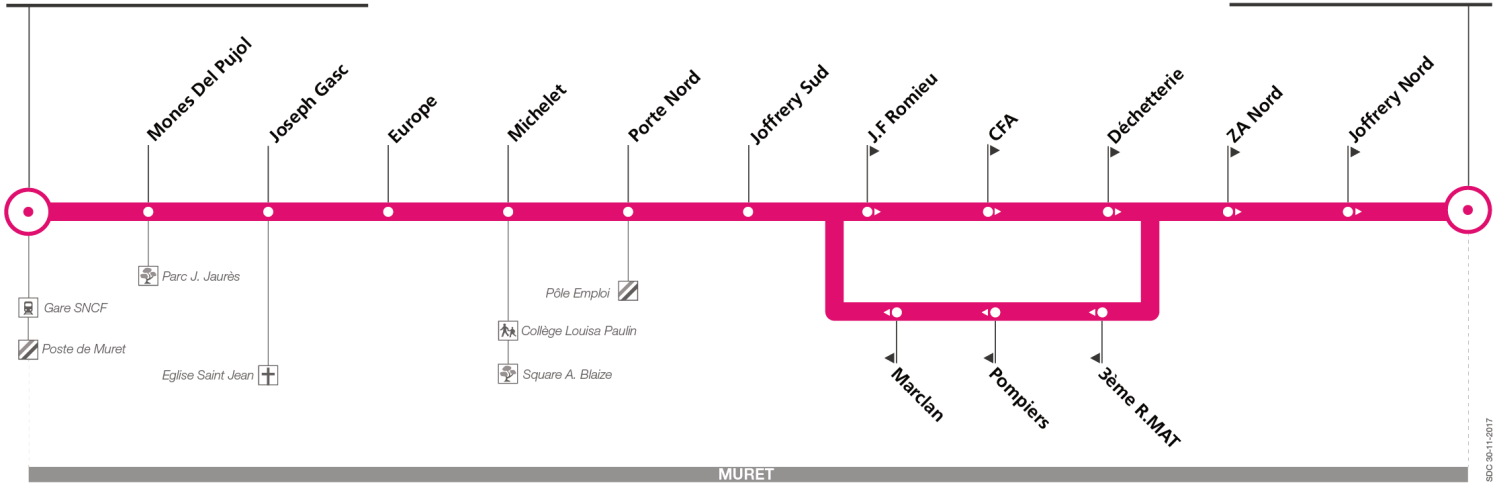 Mones Del Pujol
Joseph Gasc
Europe
Michelet
Porte Nord
Joffrery Sud
J.F Romieu
CFA
Déchetterie
ZA Nord
Joffrery Nord
Parc J. Jaurès
Gare SNCF
Poste de Muret
Eglise Saint Jean
Collège Louisa Paulin
Square A. Blaize
Pôle Emploi
Marclan
Pompiers
3ème R.MAT
MURET
SDC 30-11-2017